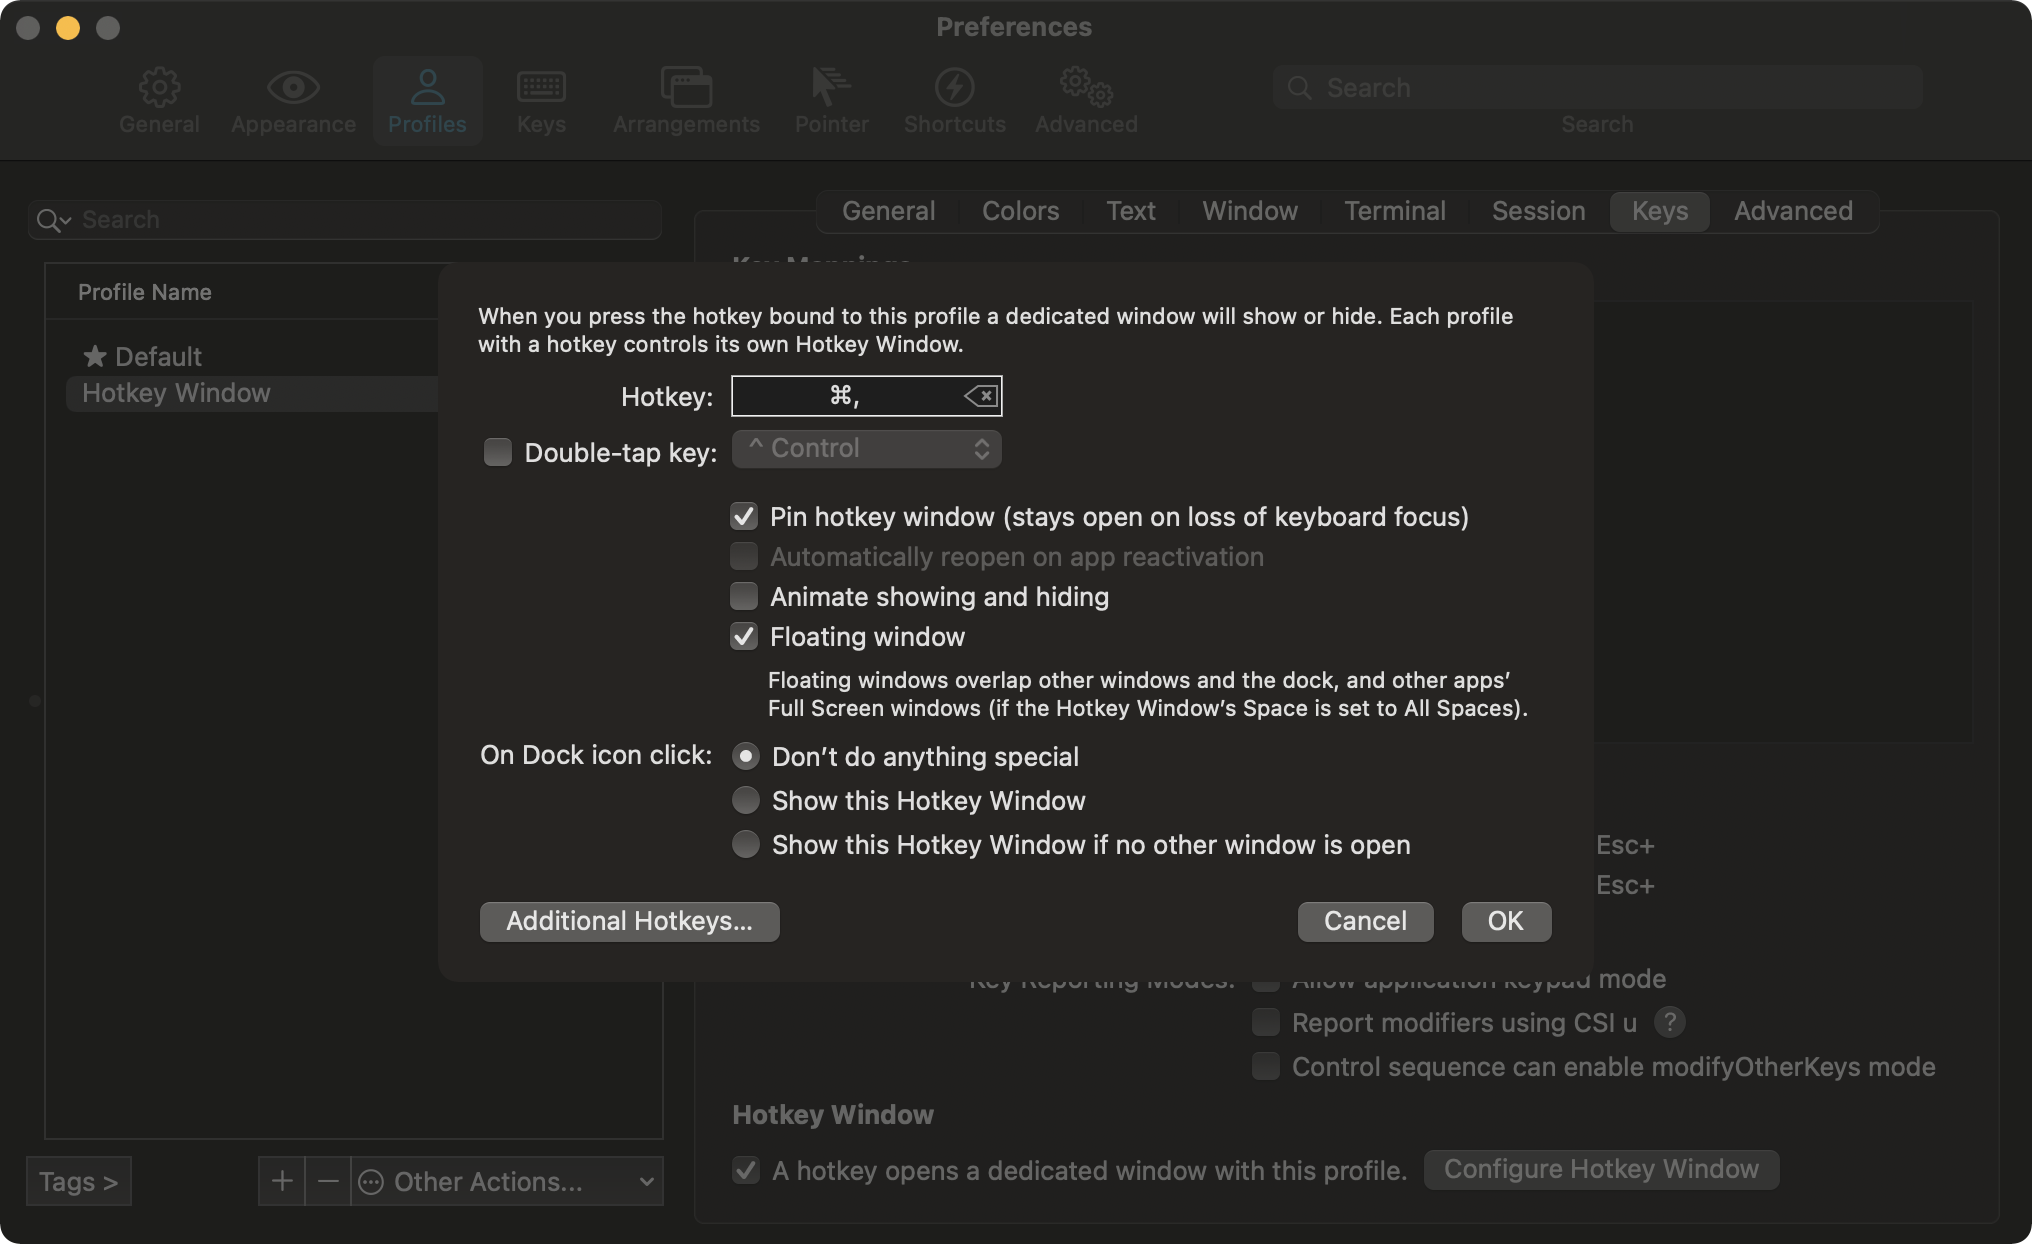 Preferences
General
Appearance
Profiles
Keys
Arrangements
Pointer
Shortcuts
Advanced
Search
Search
Search
General
Colors
Text
Window
Terminal
Session
Keys
Advanced
Key Mappings
Profile Name
★ Default
Hotkey Window
When you press the hotkey bound to this profile a dedicated window will show or hide. Each profile
with a hotkey controls its own Hotkey Window.
Hotkey: ⌘,
Double-tap key: ^ Control
Pin hotkey window (stays open on loss of keyboard focus)
Automatically reopen on app reactivation
Animate showing and hiding
Floating window
Floating windows overlap other windows and the dock, and other apps’
Full Screen windows (if the Hotkey Window’s Space is set to All Spaces).
On Dock icon click: Don’t do anything special
Show this Hotkey Window
Show this Hotkey Window if no other window is open
Esc+
Esc+
Additional Hotkeys...
Cancel
OK
Key Reporting Modes: Allow application keypad mode
Report modifiers using CSI u ?
Control sequence can enable modifyOtherKeys mode
Hotkey Window
A hotkey opens a dedicated window with this profile.
Configure Hotkey Window
Tags >
+
−
Other Actions...